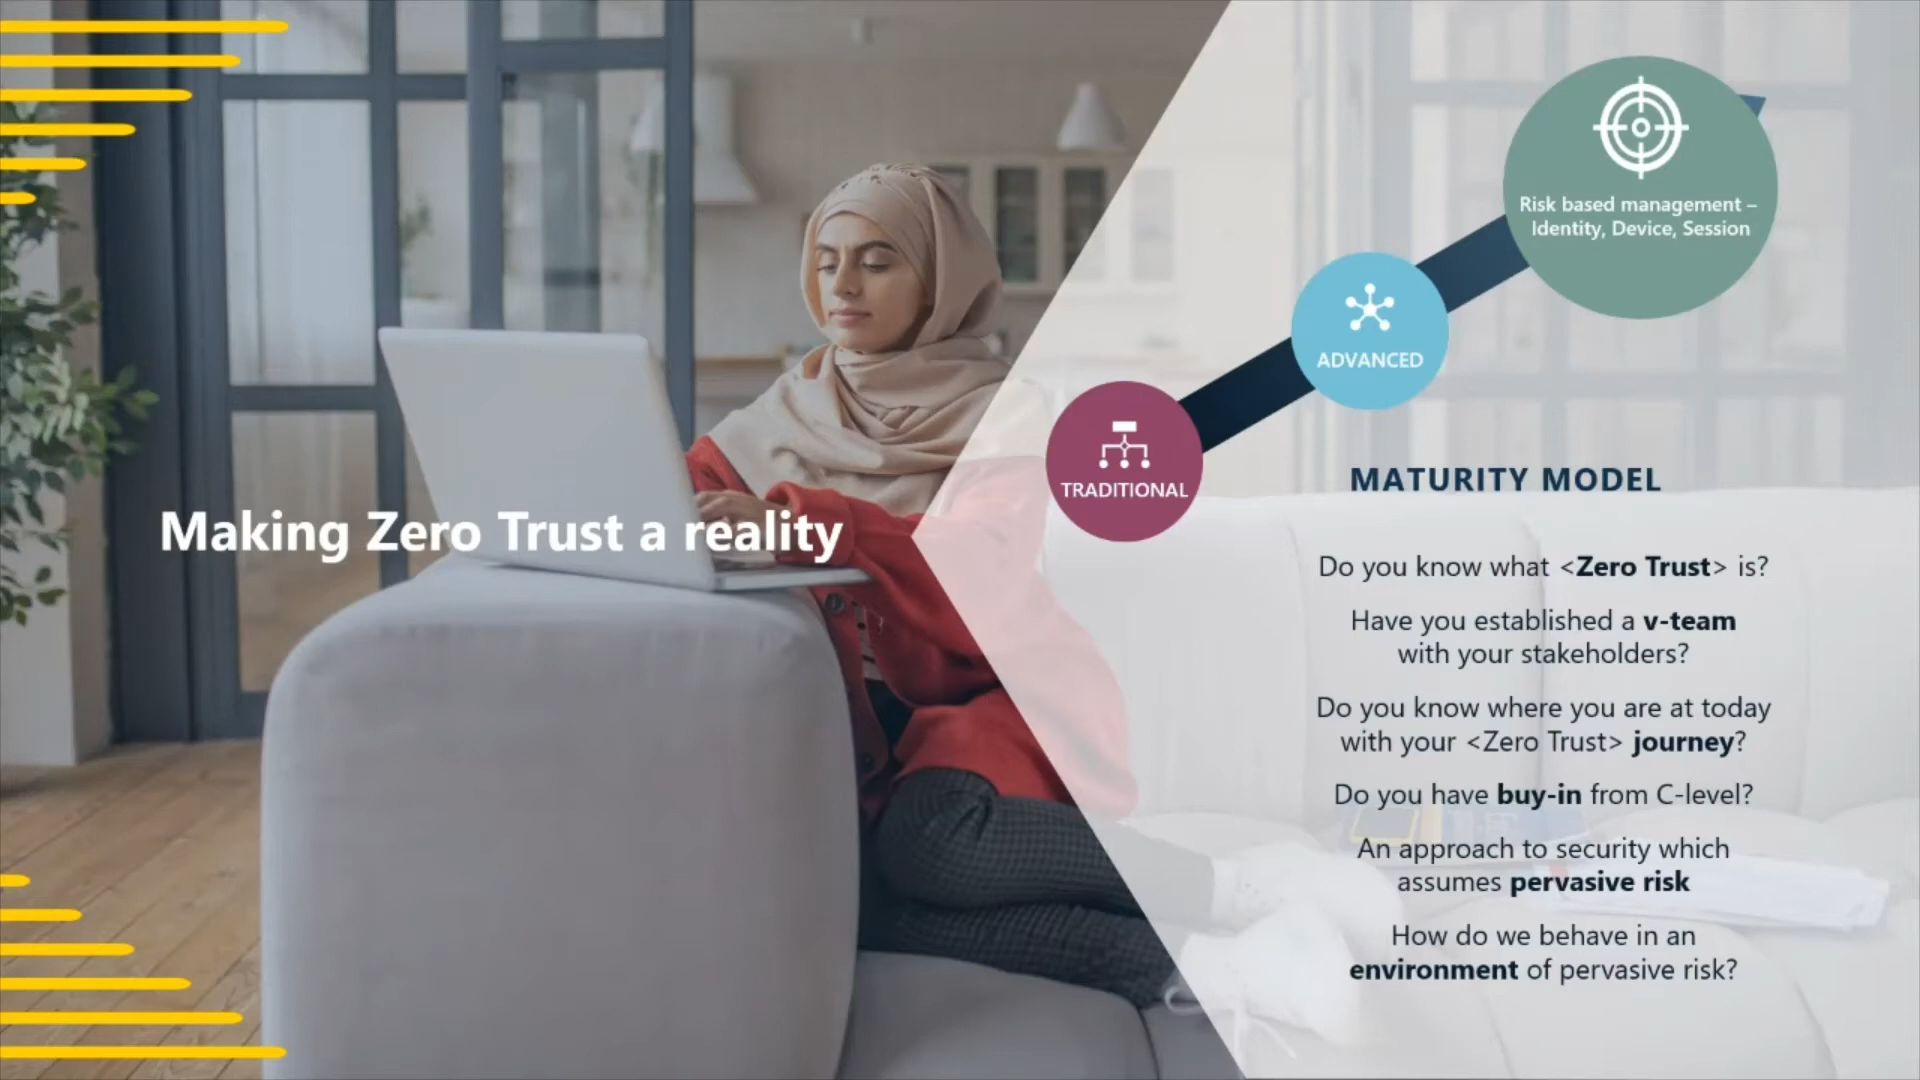 Making Zero Trust a reality
Risk based management –
Identity, Device, Session
ADVANCED
TRADITIONAL
MATURITY MODEL
Do you know what <Zero Trust> is?
Have you established a v-team
with your stakeholders?
Do you know where you are at today
with your <Zero Trust> journey?
Do you have buy-in from C-level?
An approach to security which
assumes pervasive risk
How do we behave in an
environment of pervasive risk?